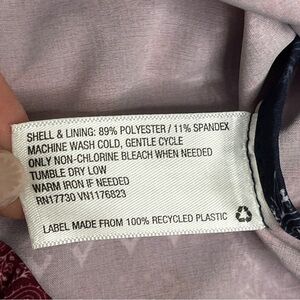 SHELL & LINING: 89% POLYESTER / 11% SPANDEX
MACHINE WASH COLD, GENTLE CYCLE
ONLY NON-CHLORINE BLEACH WHEN NEEDED
TUMBLE DRY LOW
WARM IRON IF NEEDED
RN17730 VN1176823
LABEL MADE FROM 100% RECYCLED PLASTIC